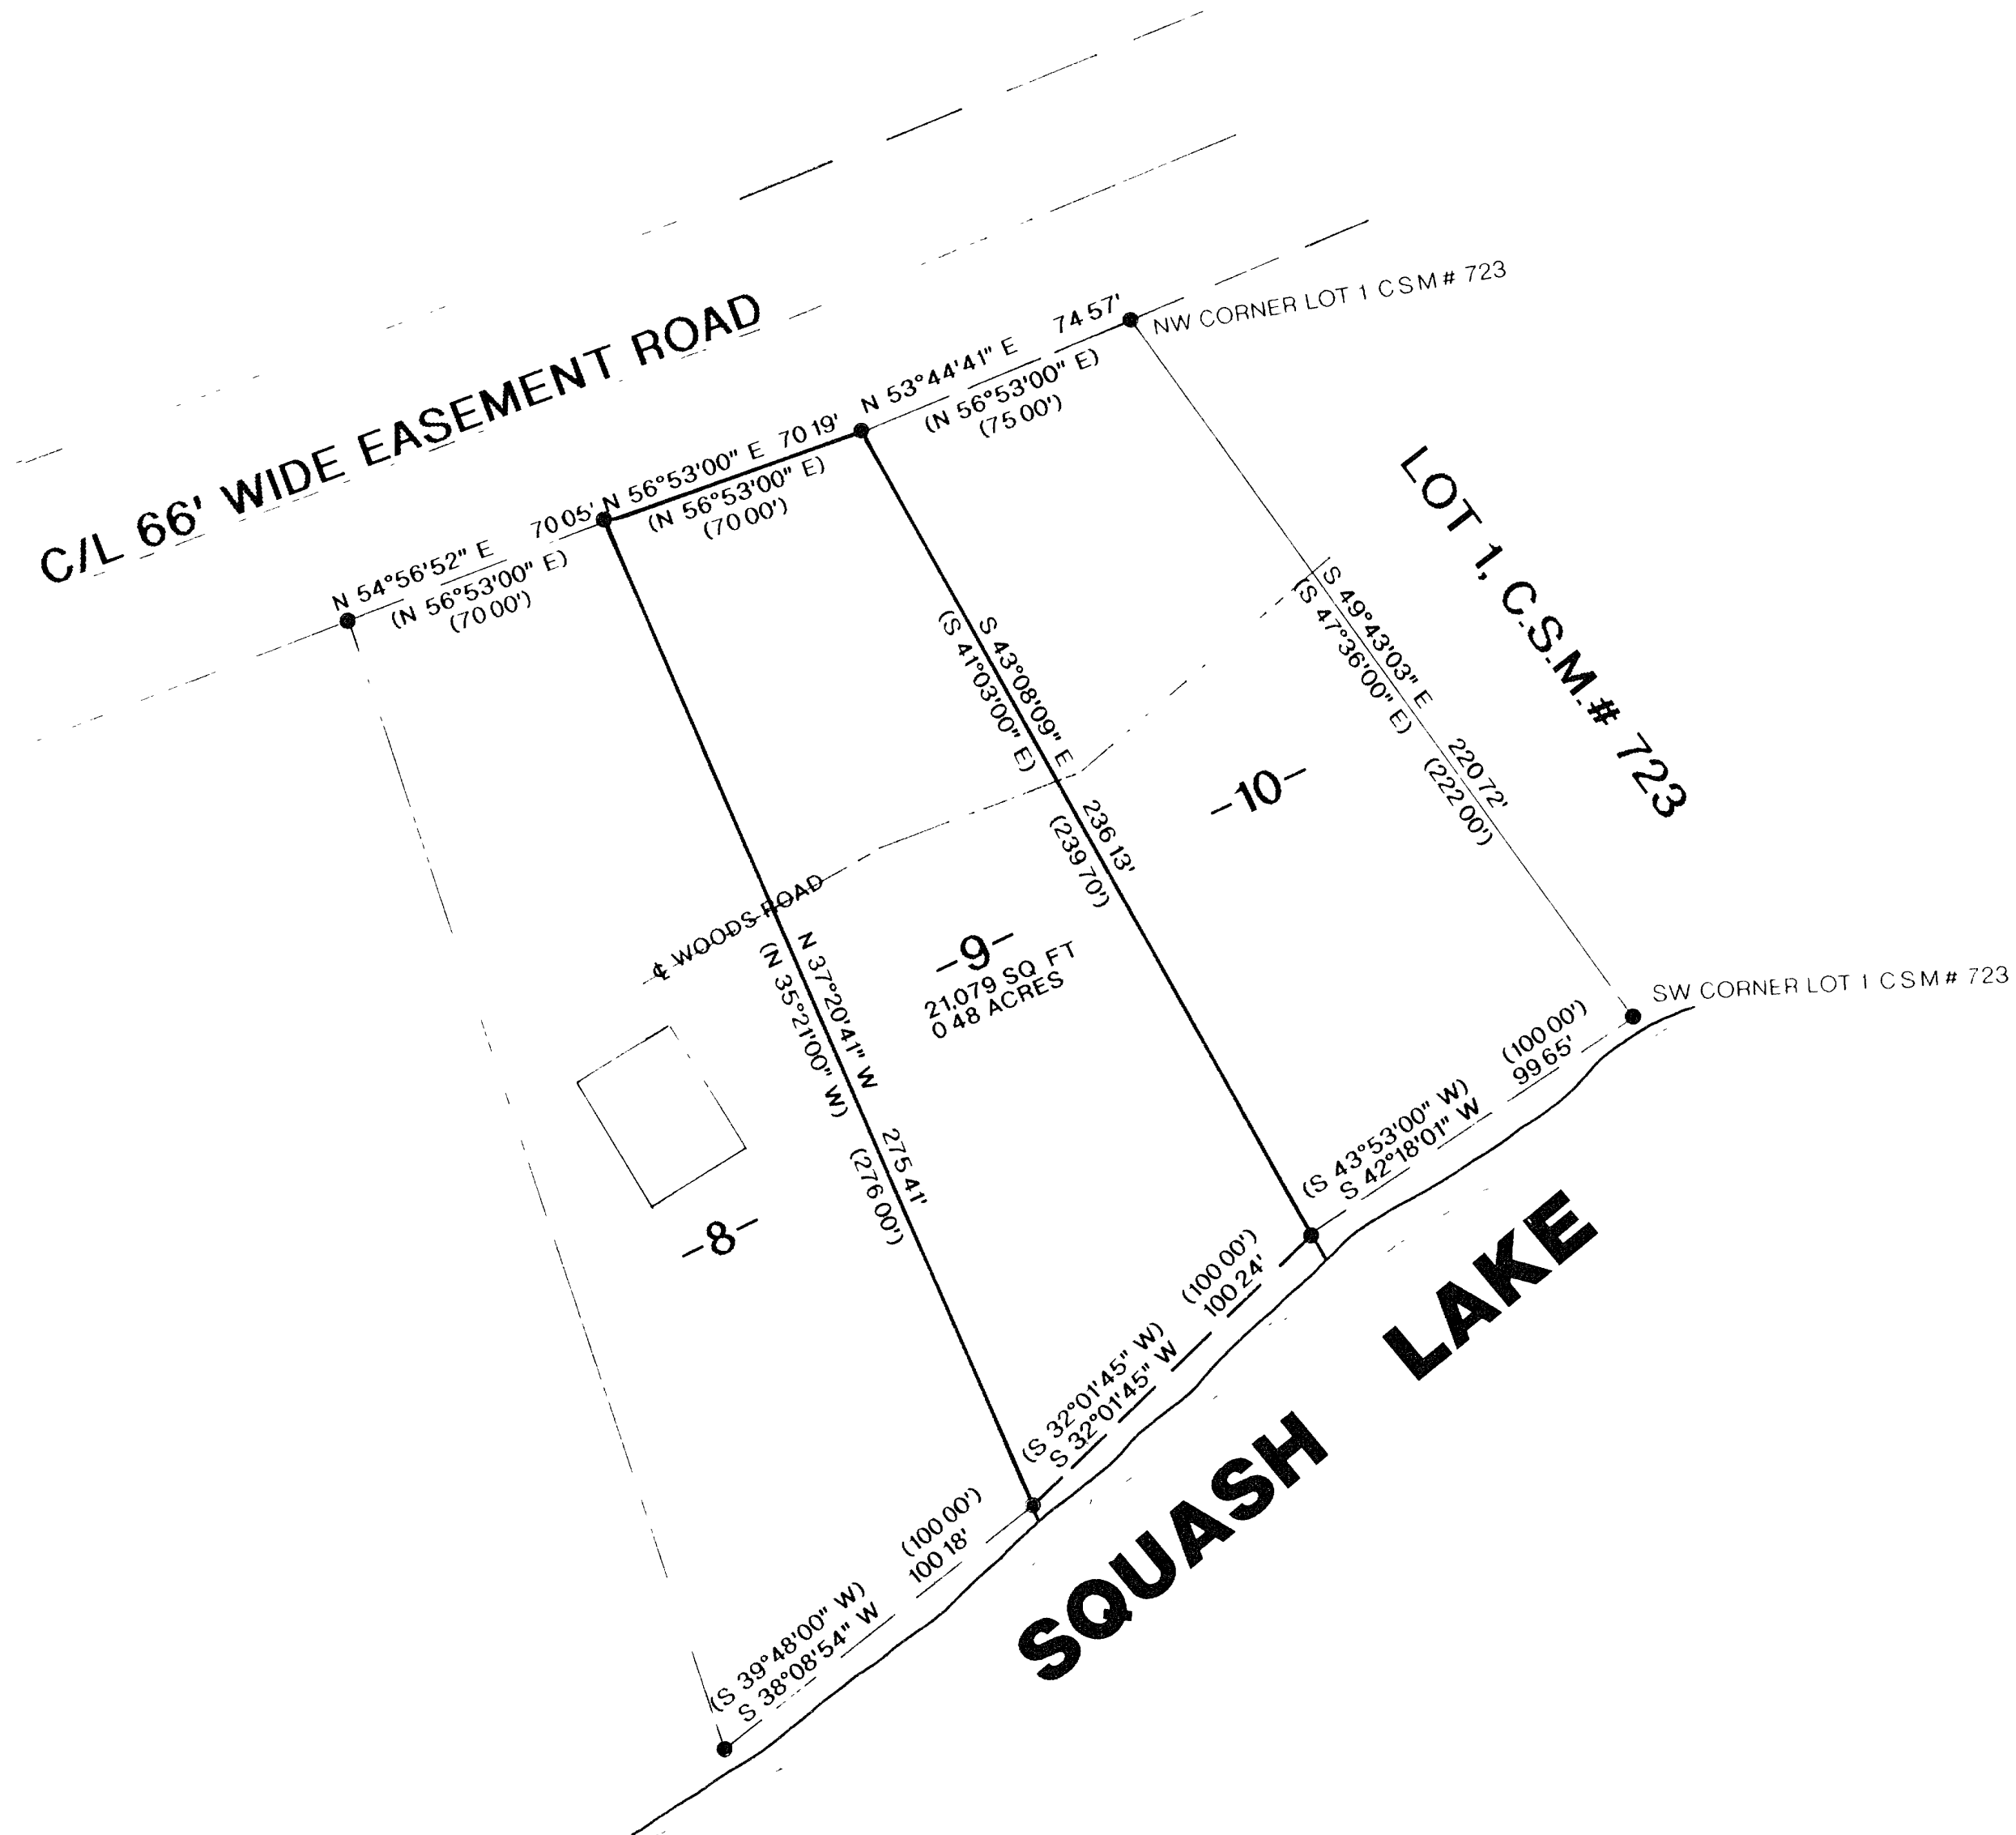 C/L 66' WIDE EASEMENT ROAD
NW CORNER LOT 1 CSM# 723
N 53°44'41" E 74 57'
(N 56°53'00" E)
(75 00')
N 56°53'00" E 70 19'
(N 56°53'00" E)
(70 00')
N 54°56'52" E 70 05'
(N 56°53'00" E)
(70 00')
LOT 1, C.S.M.# 723
S 49°43'03" E 220 72'
(S 47°36'00" E) (222 00')
S 43°08'09" E 236 13'
(S 41°03'00" E) (239 70')
-10-
℄ WOODS ROAD
-9-
21,079 SQ FT
0 48 ACRES
N 37°20'41" W 275 41'
(N 35°21'00" W) (276 00')
SW CORNER LOT 1 CSM# 723
-8-
(S 43°53'00" W) (100 00')
S 42°18'01" W 99 65'
(S 32°01'45" W) (100 00')
S 32°01'45" W 100 24'
(S 39°48'00" W) (100 00')
S 38°08'54" W 100 18'
SQUASH LAKE